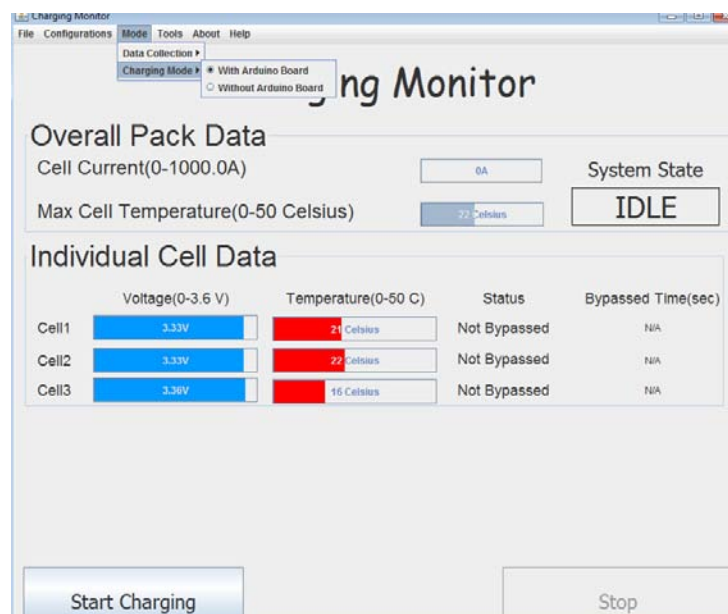 Charging Monitor
File Configurations Mode Tools About Help
Data Collection
Charging Mode
With Arduino Board
Without Arduino Board
ng Monitor
Overall Pack Data
Cell Current(0-1000.0A) 0A System State
Max Cell Temperature(0-50 Celsius) 22 Celsius IDLE
Individual Cell Data
Voltage(0-3.6 V) Temperature(0-50 C) Status Bypassed Time(sec)
Cell1 3.33V 21 Celsius Not Bypassed N/A
Cell2 3.33V 22 Celsius Not Bypassed N/A
Cell3 3.36V 16 Celsius Not Bypassed N/A
Start Charging Stop